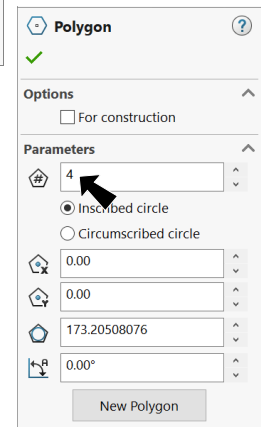 Polygon
?
Options
For construction
Parameters
#
4
Inscribed circle
Circumscribed circle
X
0.00
Y
0.00
173.20508076
A
0.00°
New Polygon